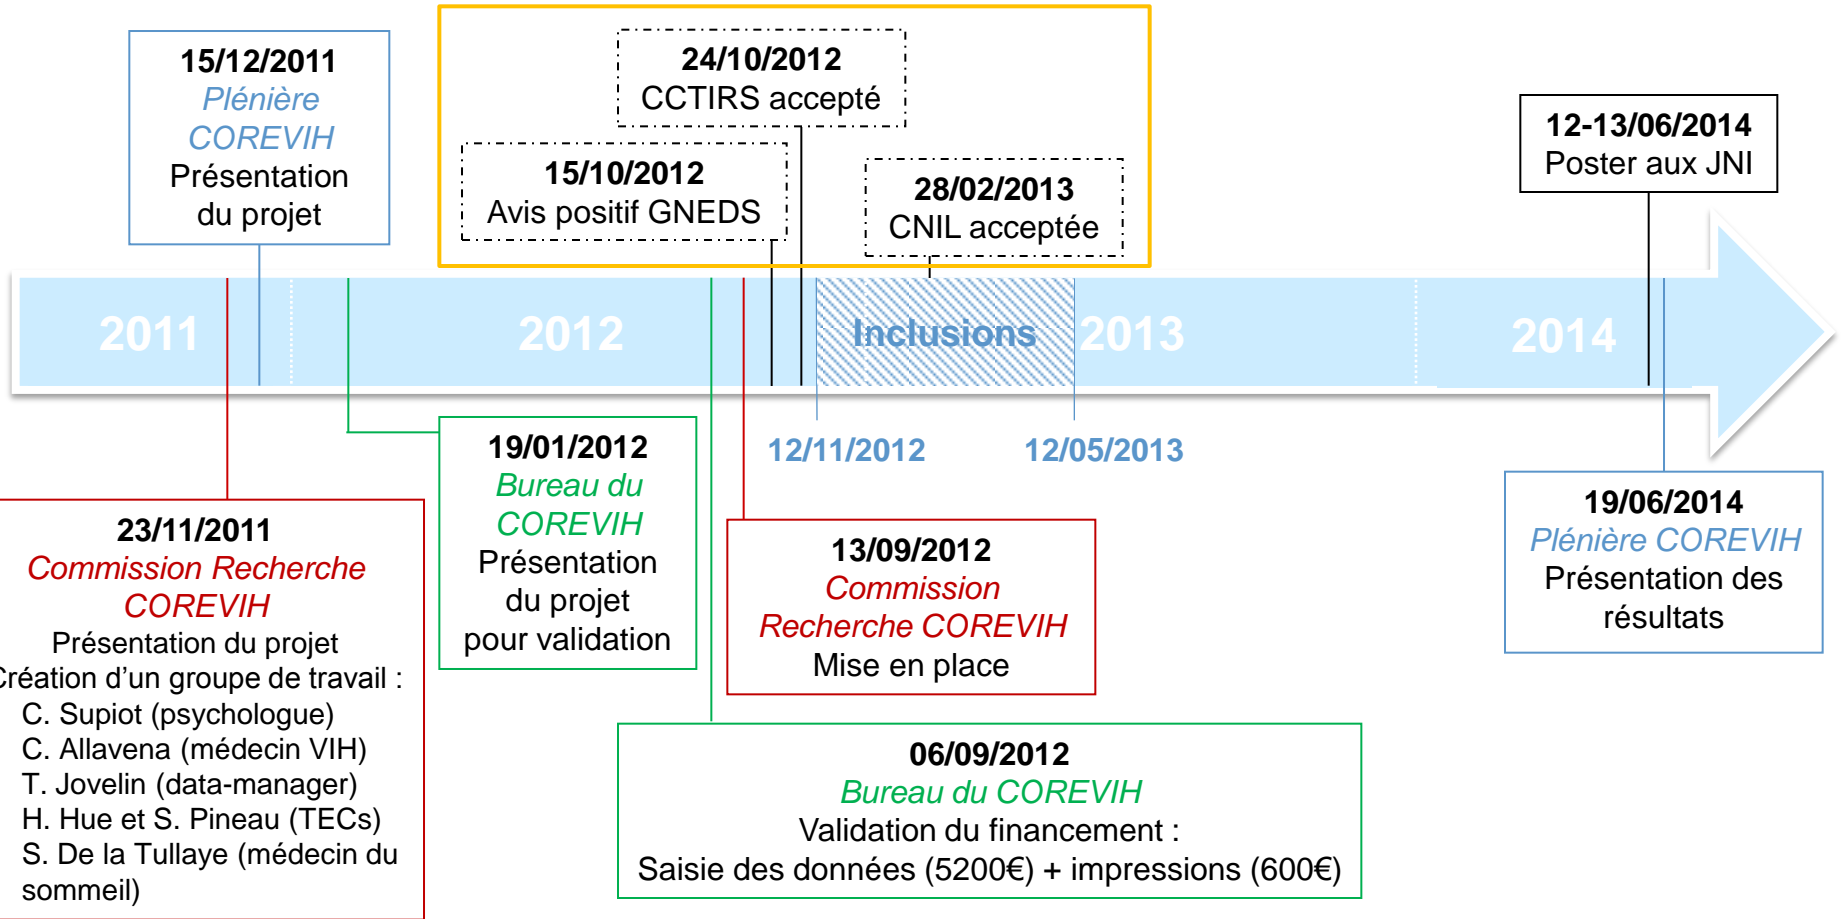 15/12/2011
Plénière
COREVIH
Présentation
du projet
24/10/2012
CCTIRS accepté
15/10/2012
Avis positif GNEDS
28/02/2013
CNIL acceptée
12-13/06/2014
Poster aux JNI
2011
2012
Inclusions
2013
2014
12/11/2012
12/05/2013
23/11/2011
Commission Recherche
COREVIH
Présentation du projet
Création d’un groupe de travail :
C. Supiot (psychologue)
C. Allavena (médecin VIH)
T. Jovelin (data-manager)
H. Hue et S. Pineau (TECs)
S. De la Tullaye (médecin du
sommeil)
19/01/2012
Bureau du
COREVIH
Présentation
du projet
pour validation
13/09/2012
Commission
Recherche COREVIH
Mise en place
06/09/2012
Bureau du COREVIH
Validation du financement :
Saisie des données (5200€) + impressions (600€)
19/06/2014
Plénière COREVIH
Présentation des
résultats